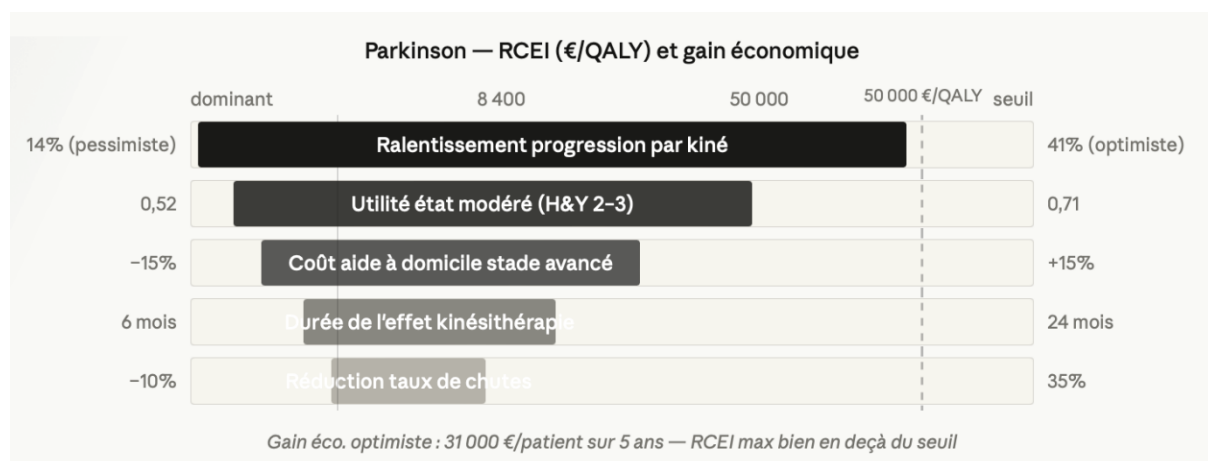 Parkinson — RCEI (€/QALY) et gain économique
dominant 8 400 50 000 50 000 €/QALY seuil
14% (pessimiste) Ralentissement progression par kiné 41% (optimiste)
0,52 Utilité état modéré (H&Y 2–3) 0,71
−15% Coût aide à domicile stade avancé +15%
6 mois Durée de l'effet kinésithérapie 24 mois
−10% Réduction taux de chutes 35%
Gain éco. optimiste : 31 000 €/patient sur 5 ans — RCEI max bien en deçà du seuil